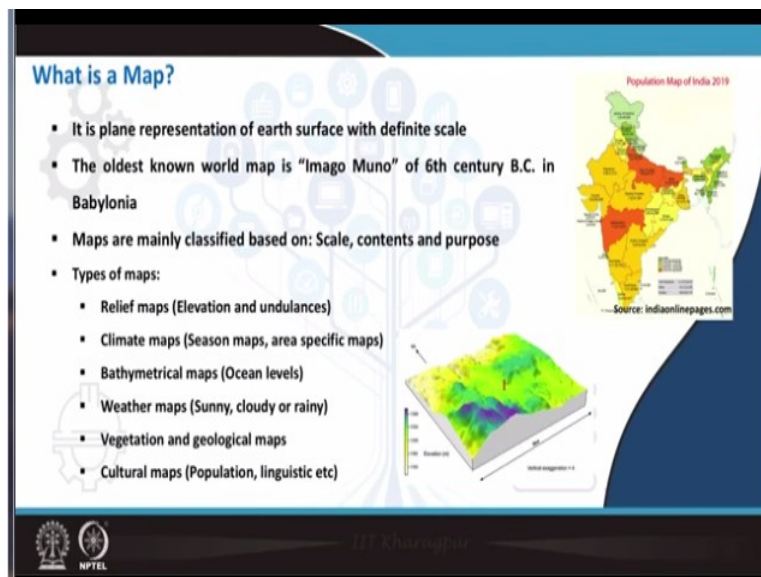 What is a Map?
Population Map of India 2019
▪ It is plane representation of earth surface with definite scale
▪ The oldest known world map is “Imago Muno” of 6th century B.C. in
Babylonia
▪ Maps are mainly classified based on: Scale, contents and purpose
▪ Types of maps:
▪ Relief maps (Elevation and undulances)
▪ Climate maps (Season maps, area specific maps)
▪ Bathymetrical maps (Ocean levels)
▪ Weather maps (Sunny, cloudy or rainy)
▪ Vegetation and geological maps
▪ Cultural maps (Population, linguistic etc)
Source: indiaonlinepages.com
Elevation (m)
Vertical exaggeration =
NPTEL
IIT Kharagpur